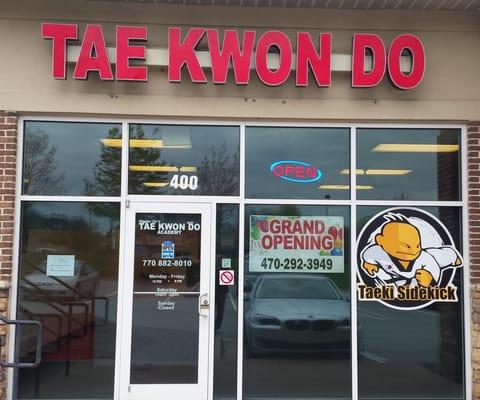 TAE KWON DO
OPEN
400
TAE KWON DO
ACADEMY
770 882-8010
Monday - Friday
Saturday
Sunday
-Closed
GRAND
OPENING
470-292-3949
Taeki Sidekick